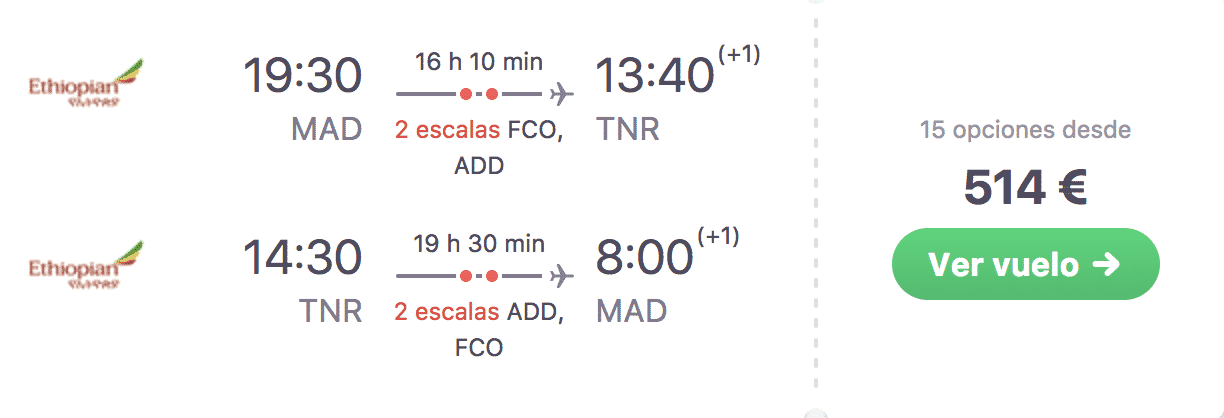 Ethiopian
19:30
MAD
16 h 10 min
2 escalas FCO,
ADD
13:40 (+1)
TNR
Ethiopian
14:30
TNR
19 h 30 min
2 escalas ADD,
FCO
8:00 (+1)
MAD
15 opciones desde
514 €
Ver vuelo →